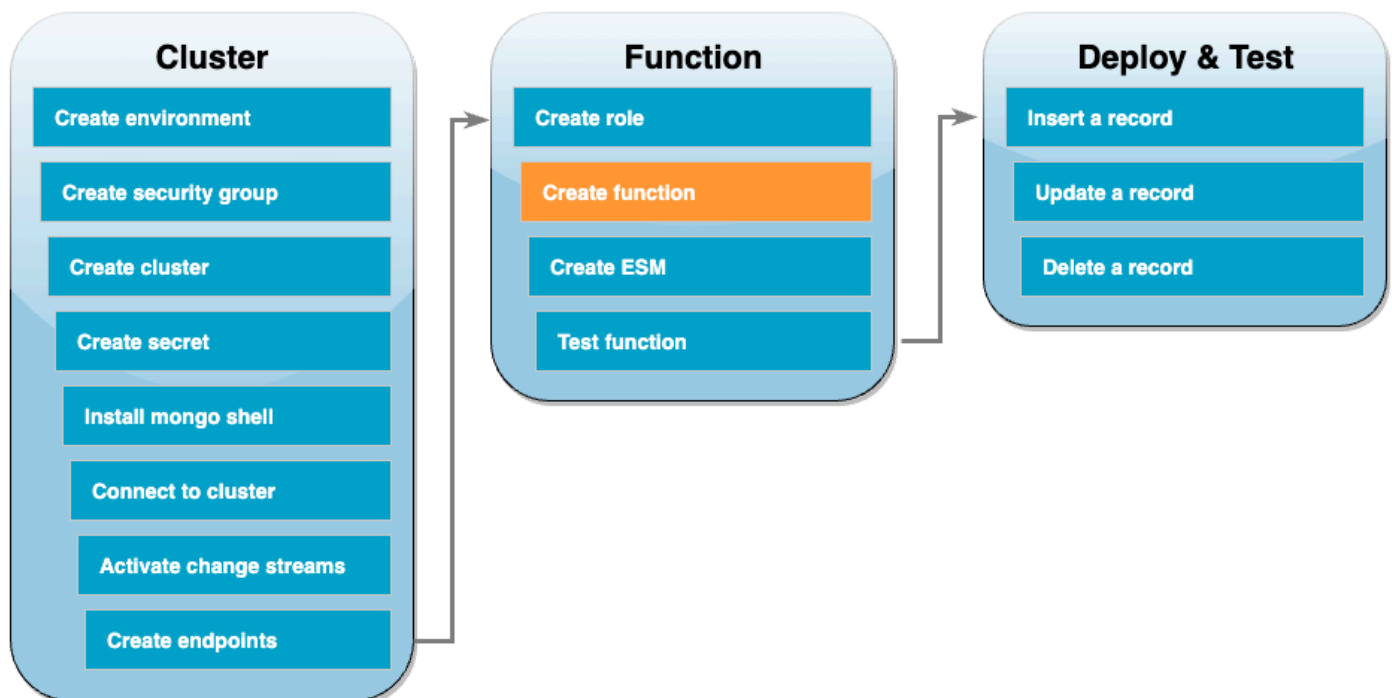 Cluster
Create environment
Create security group
Create cluster
Create secret
Install mongo shell
Connect to cluster
Activate change streams
Create endpoints
Function
Create role
Create function
Create ESM
Test function
Deploy & Test
Insert a record
Update a record
Delete a record